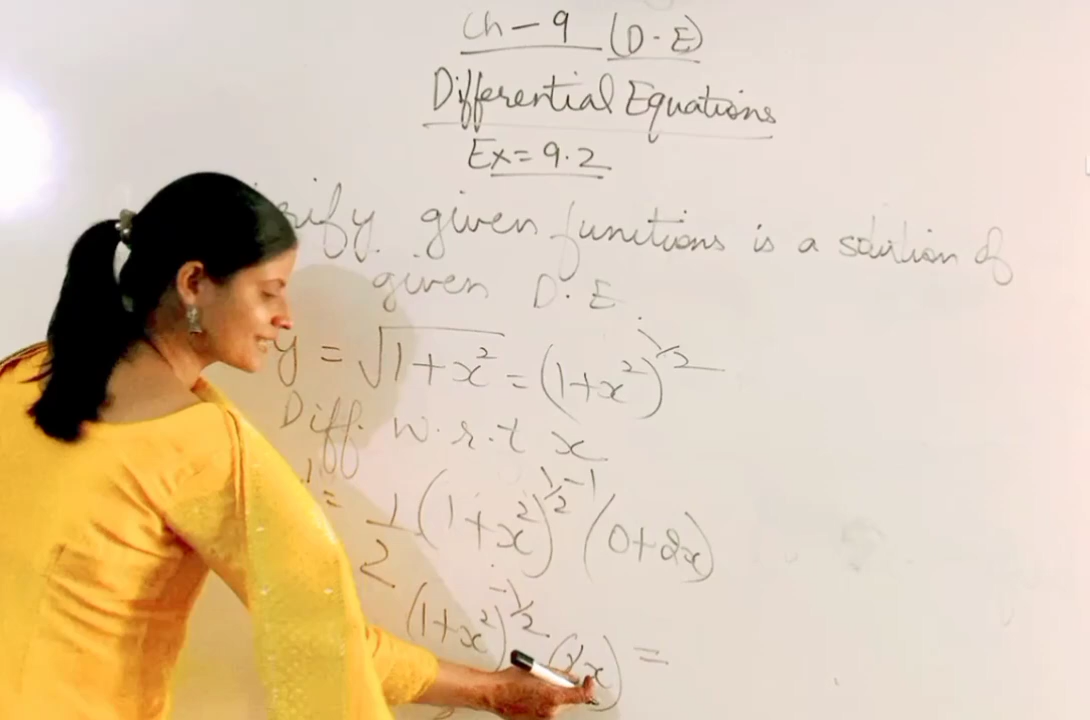 Ch - 9 (D.E)
Differential Equations
Ex = 9.2
rify given functions is a solution of
given D.E.
y = √1+x² = (1+x²)^1/2
Diff w.r.t x
' = 1/2 (1+x²)^1/2-1 (0+2x)
(1+x²)^-1/2 (2x) =